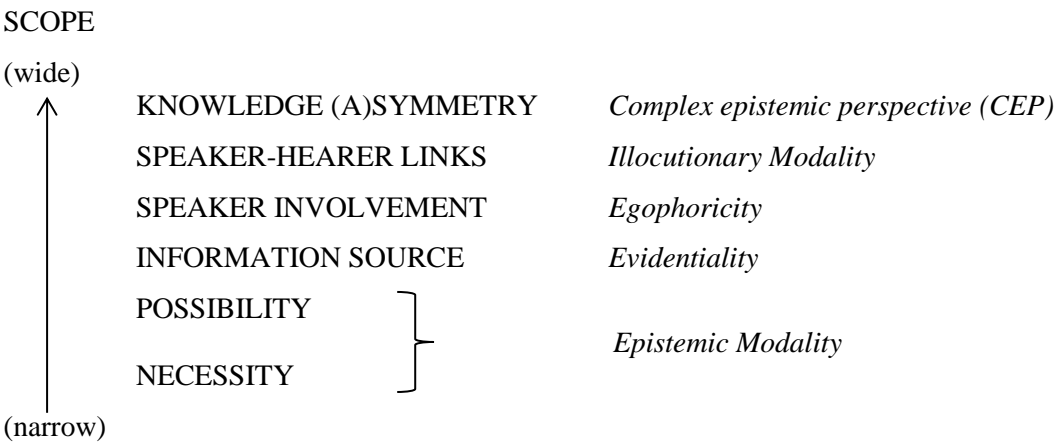 SCOPE
(wide)
KNOWLEDGE (A)SYMMETRY Complex epistemic perspective (CEP)
SPEAKER-HEARER LINKS Illocutionary Modality
SPEAKER INVOLVEMENT Egophoricity
INFORMATION SOURCE Evidentiality
POSSIBILITY
Epistemic Modality
NECESSITY
(narrow)